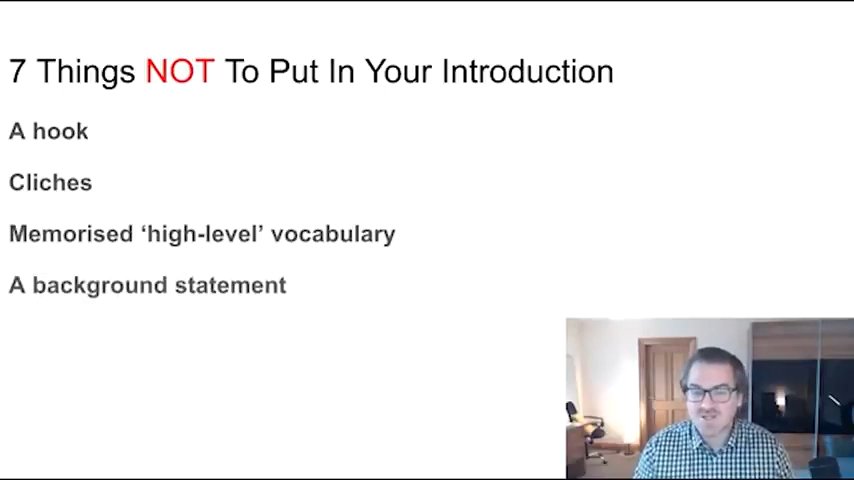 7 Things NOT To Put In Your Introduction
A hook
Cliches
Memorised ‘high-level’ vocabulary
A background statement